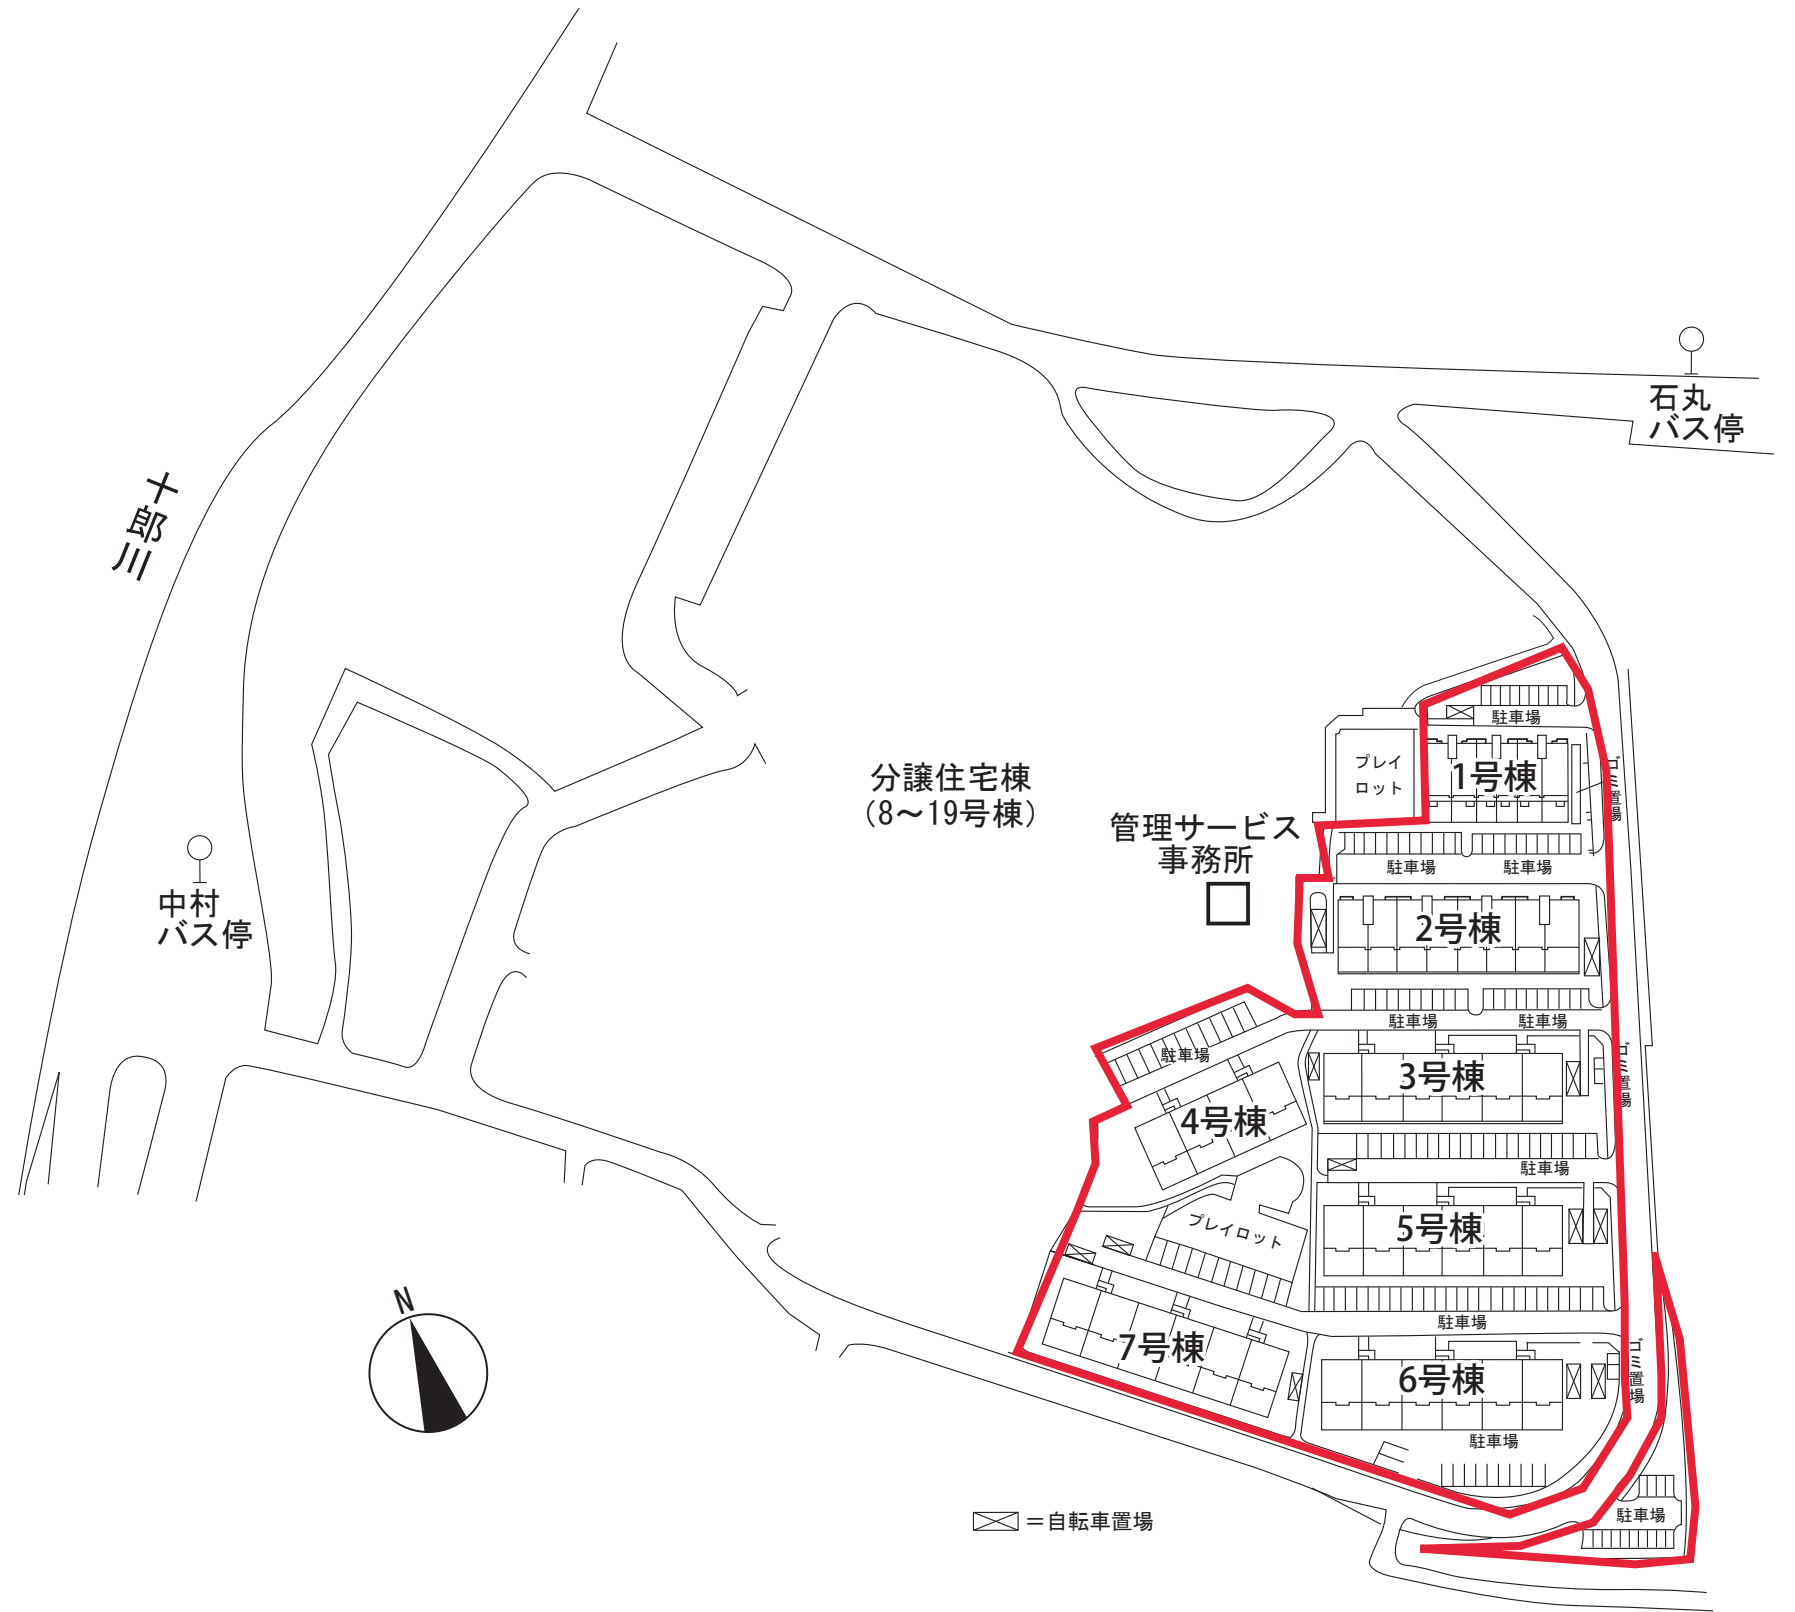 石丸
バス停
十郎川
駐車場
プレイ
ロット
1号棟
ゴミ置場
分譲住宅棟
(8〜19号棟)
管理サービス
事務所
駐車場
駐車場
中村
バス停
2号棟
駐車場
駐車場
駐車場
3号棟
ゴミ置場
4号棟
駐車場
プレイロット
5号棟
N
駐車場
7号棟
6号棟
ゴミ置場
駐車場
駐車場
=自転車置場